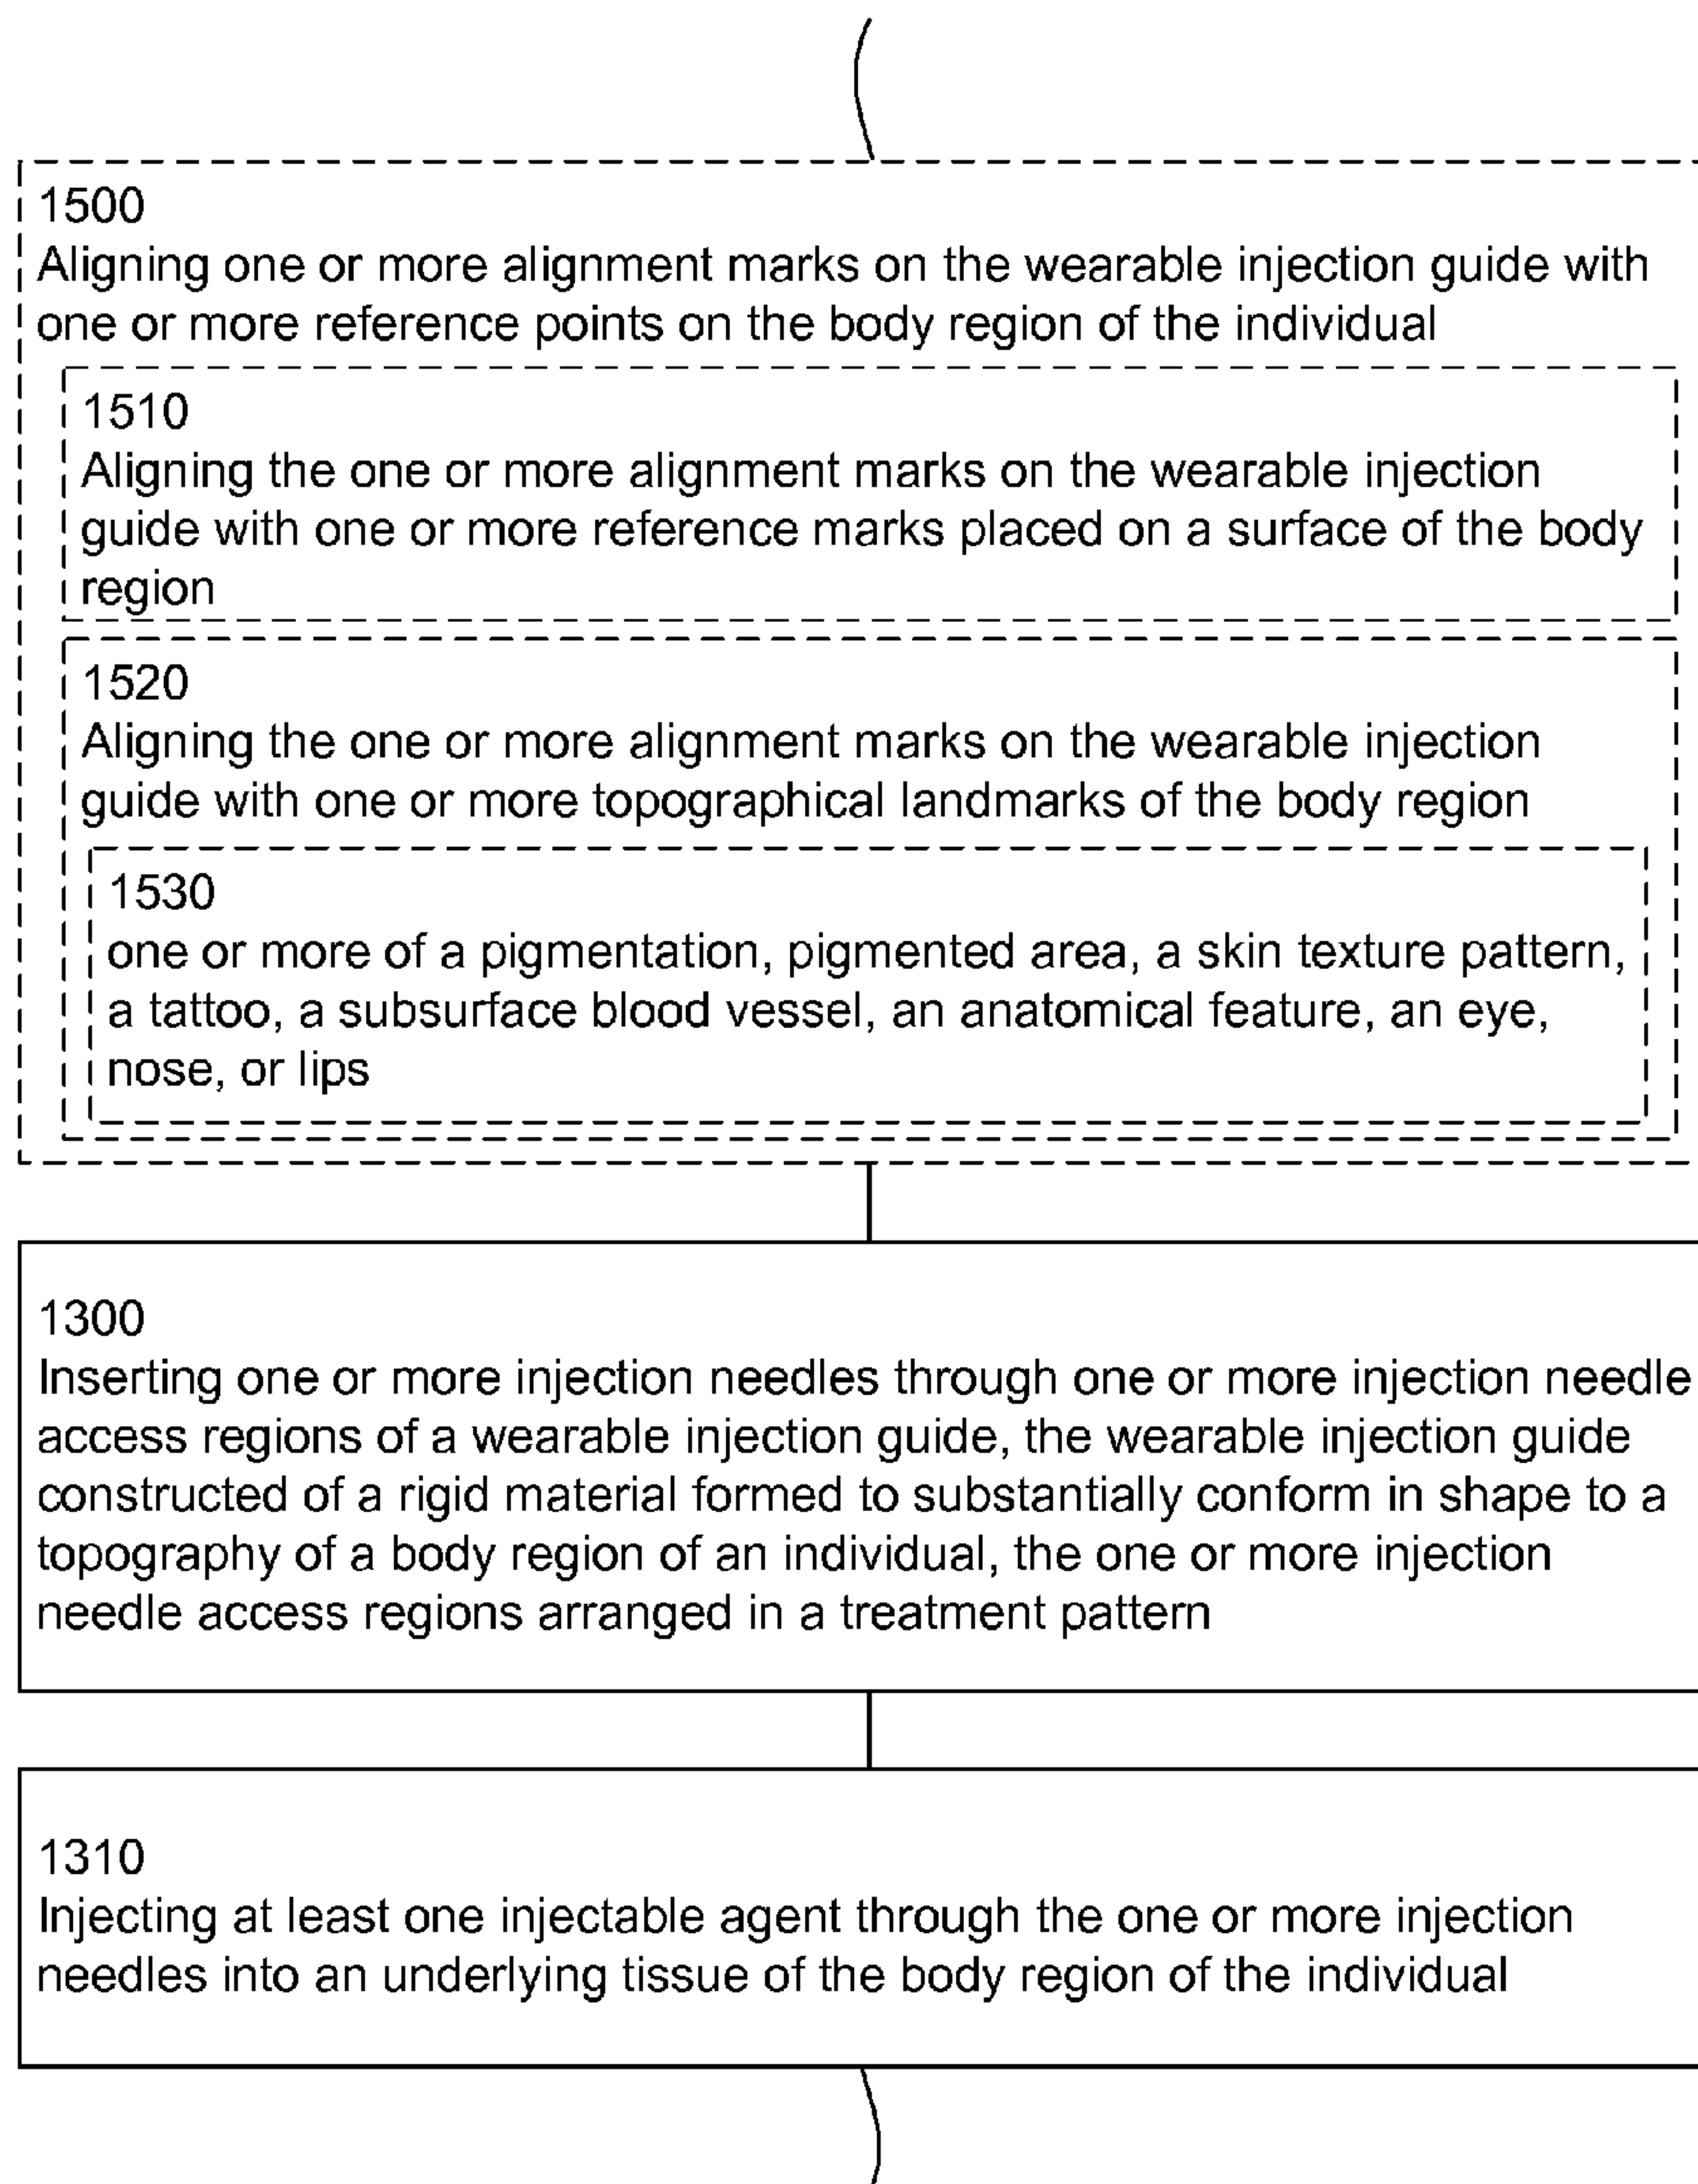 1500
Aligning one or more alignment marks on the wearable injection guide with
one or more reference points on the body region of the individual
1510
Aligning the one or more alignment marks on the wearable injection
guide with one or more reference marks placed on a surface of the body
region
1520
Aligning the one or more alignment marks on the wearable injection
guide with one or more topographical landmarks of the body region
1530
one or more of a pigmentation, pigmented area, a skin texture pattern,
a tattoo, a subsurface blood vessel, an anatomical feature, an eye,
nose, or lips
1300
Inserting one or more injection needles through one or more injection needle
access regions of a wearable injection guide, the wearable injection guide
constructed of a rigid material formed to substantially conform in shape to a
topography of a body region of an individual, the one or more injection
needle access regions arranged in a treatment pattern
1310
Injecting at least one injectable agent through the one or more injection
needles into an underlying tissue of the body region of the individual